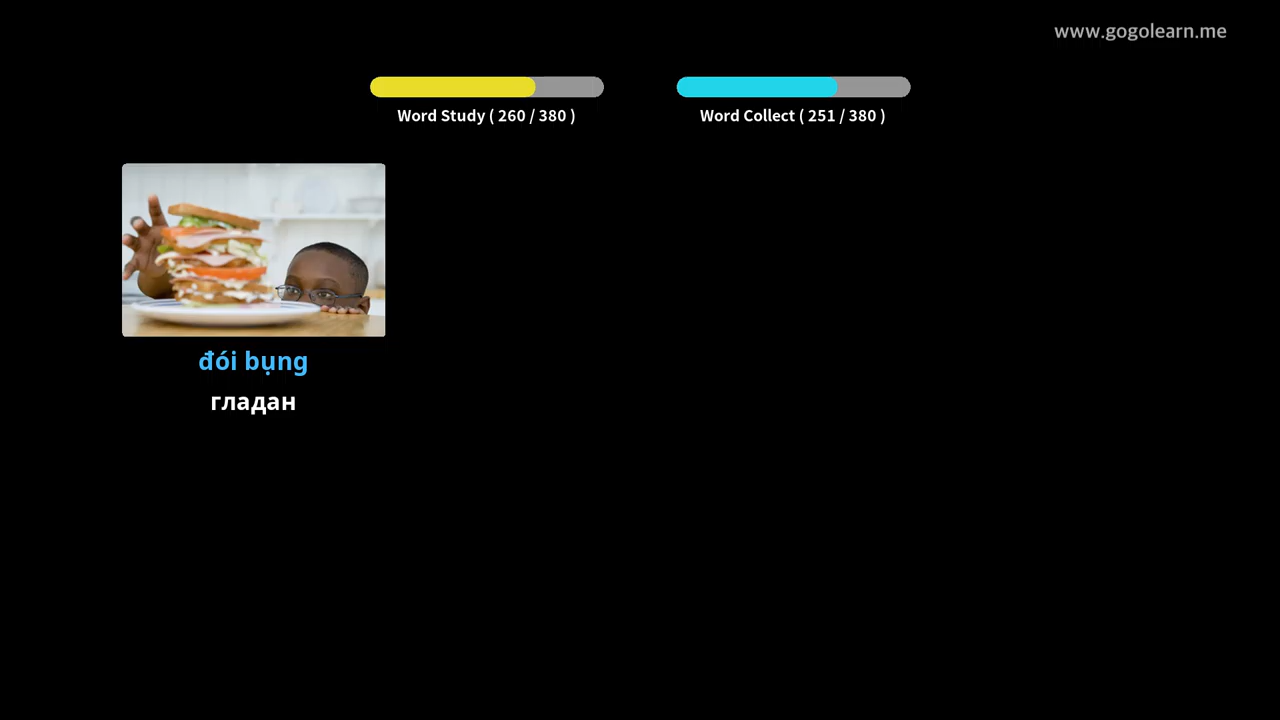 www.gogolearn.me
Word Study ( 260 / 380 )
Word Collect ( 251 / 380 )
đói bụng
гладан